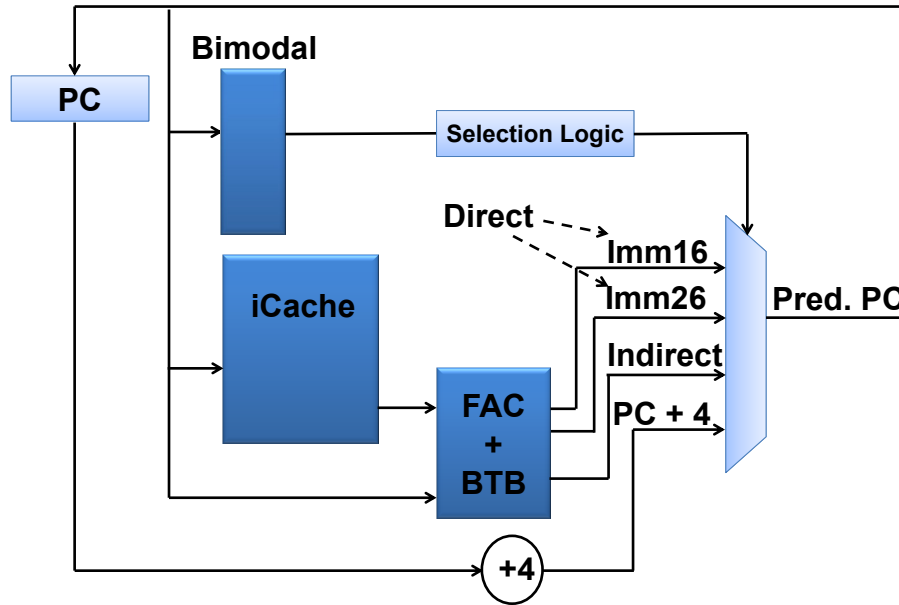 Bimodal
PC
Selection Logic
Direct
Imm16
iCache
Imm26
Pred. PC
Indirect
FAC
+
BTB
PC + 4
+4